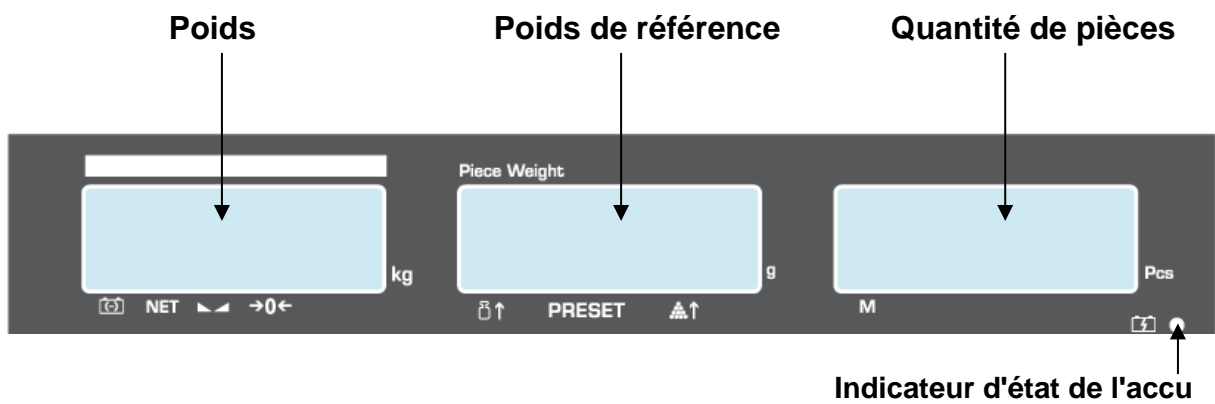 Poids Poids de référence Quantité de pièces
Piece Weight
kg g Pcs
NET →0← ↑ PRESET ↑ M
Indicateur d'état de l'accu